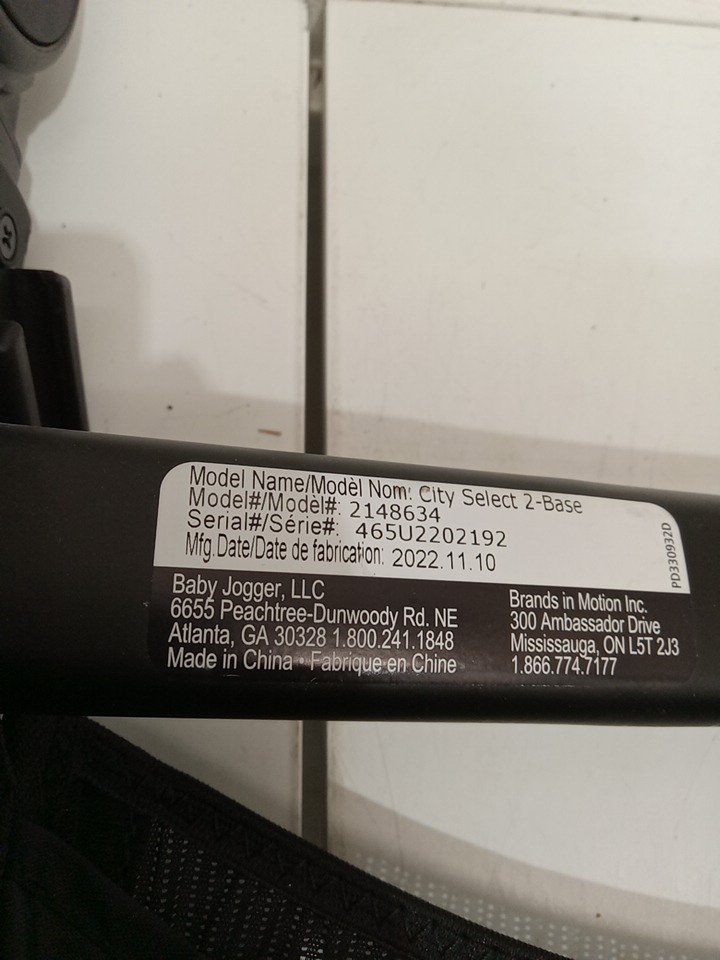 Model Name/Modèl Nom: City Select 2-Base
Model#/Modèl#: 2148634
Serial#/Série#: 465U2202192
Mfg.Date/Date de fabrication: 2022.11.10
PD330932D
Baby Jogger, LLC
6655 Peachtree-Dunwoody Rd. NE
Atlanta, GA 30328 1.800.241.1848
Made in China • Fabrique en Chine
Brands in Motion Inc.
300 Ambassador Drive
Mississauga, ON L5T 2J3
1.866.774.7177